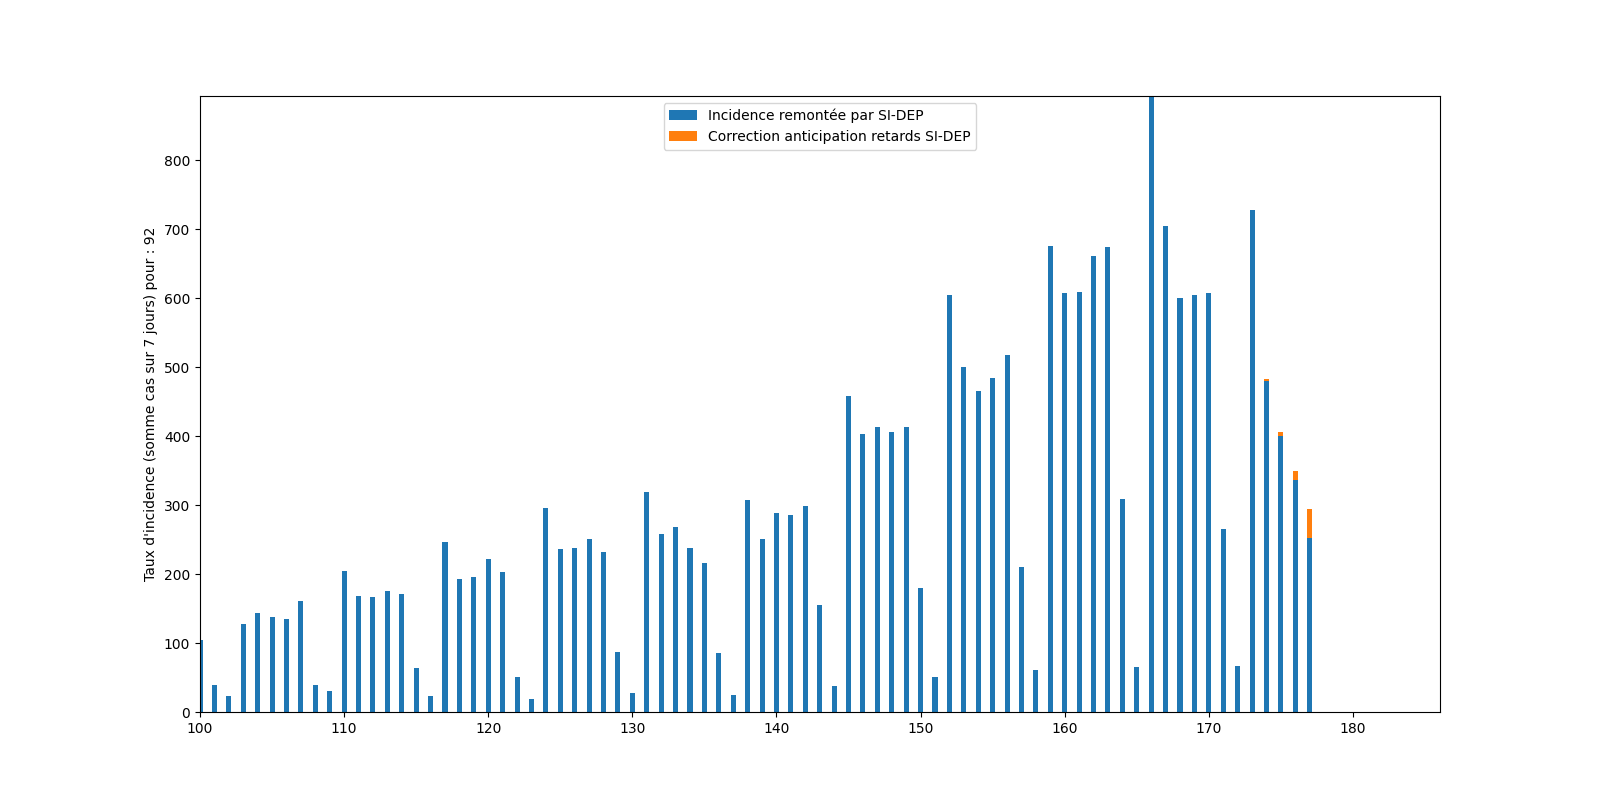 Incidence remontée par SI-DEP
Correction anticipation retards SI-DEP
Taux d'incidence (somme cas sur 7 jours) pour : 92
800
700
600
500
400
300
200
100
0
100 110 120 130 140 150 160 170 180